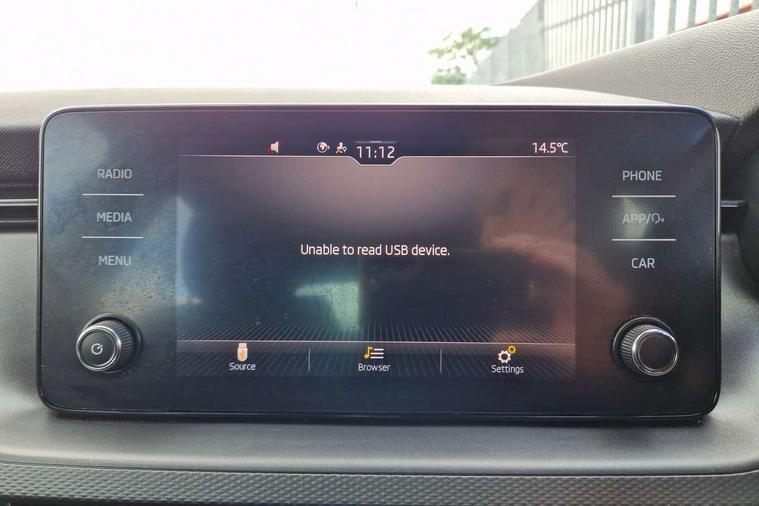 11:12
14.5°C
RADIO
PHONE
MEDIA
APP/
Unable to read USB device.
MENU
CAR
Source
Browser
Settings